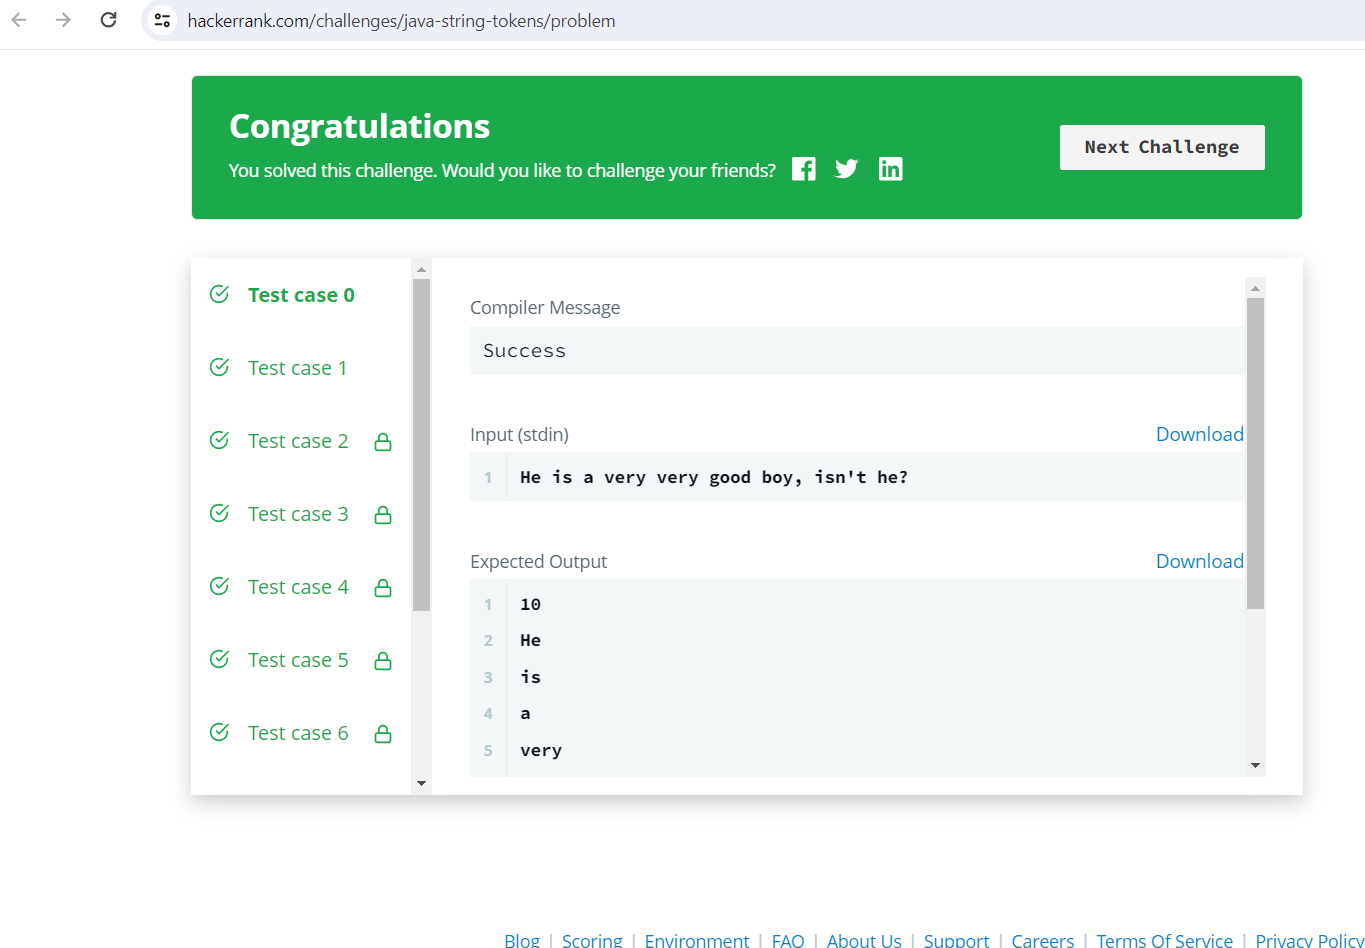 hackerrank.com/challenges/java-string-tokens/problem
Congratulations
You solved this challenge. Would you like to challenge your friends?
Next Challenge
Test case 0
Test case 1
Test case 2
Test case 3
Test case 4
Test case 5
Test case 6
Compiler Message
Success
Input (stdin)
Download
1 He is a very very good boy, isn't he?
Expected Output
Download
1 10
2 He
3 is
4 a
5 very
Blog | Scoring | Environment | FAQ | About Us | Support | Careers | Terms Of Service | Privacy Policy